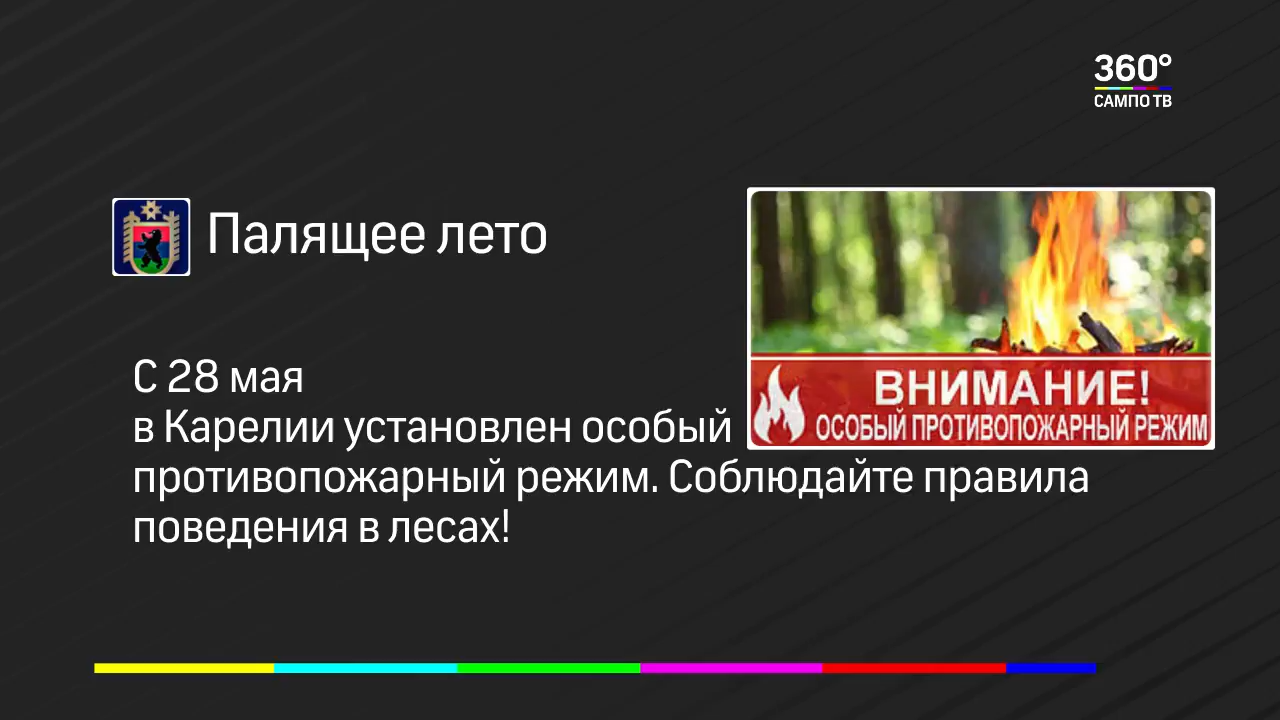 360°
САМПО ТВ
Палящее лето
С 28 мая
в Карелии установлен особый
противопожарный режим. Соблюдайте правила
поведения в лесах!
ВНИМАНИЕ!
ОСОБЫЙ ПРОТИВОПОЖАРНЫЙ РЕЖИМ